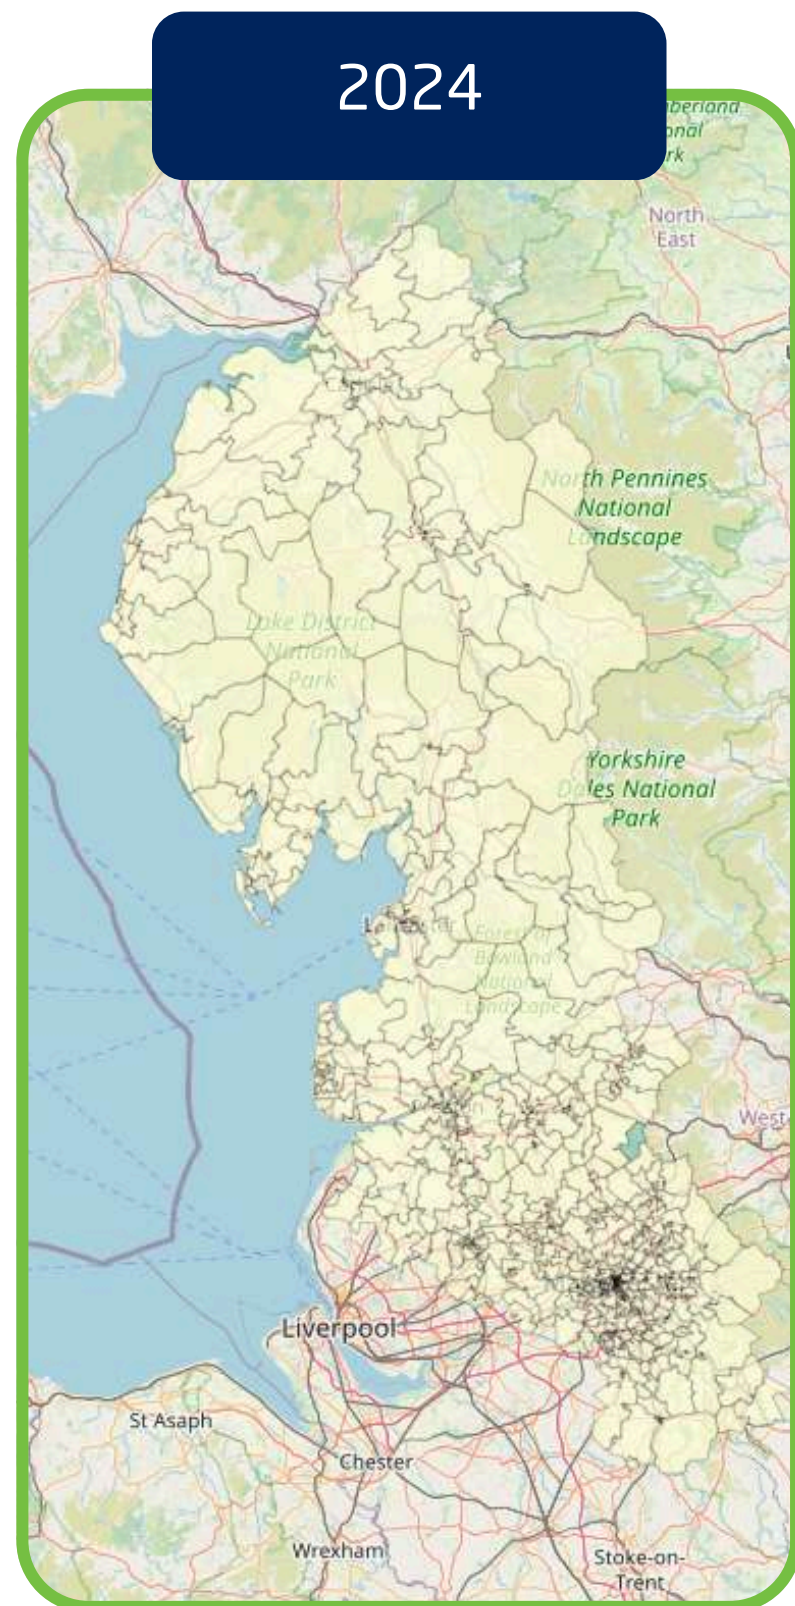 2024
North
East
North Pennines
National
Landscape
Lake District
National
Park
Yorkshire
Dales National
Park
Forest of
Bowland
National
Landscape
West
Liverpool
St Asaph
Chester
Wrexham
Stoke-on-
Trent